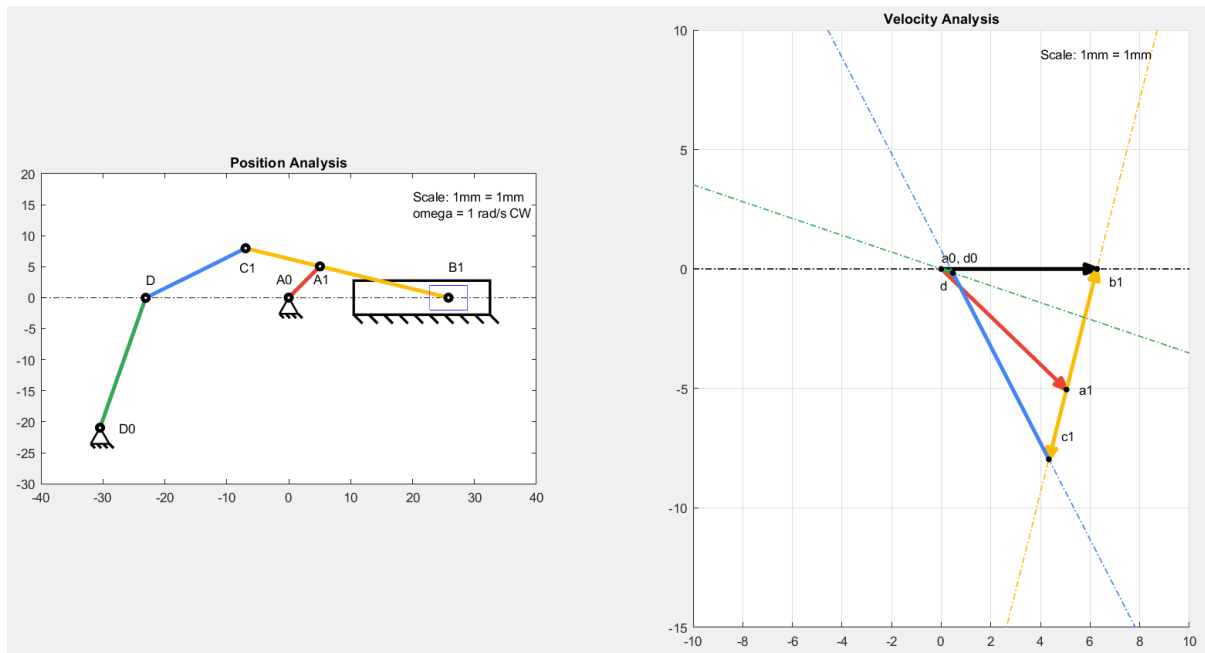 Position Analysis
Scale: 1mm = 1mm
omega = 1 rad/s CW
20
15
10
5
0
-5
-10
-15
-20
-25
-30
D
C1
A0
A1
B1
D0
-40
-30
-20
-10
0
10
20
30
40
Velocity Analysis
Scale: 1mm = 1mm
10
5
0
-5
-10
-15
a0, d0
d
b1
a1
c1
-10
-8
-6
-4
-2
0
2
4
6
8
10